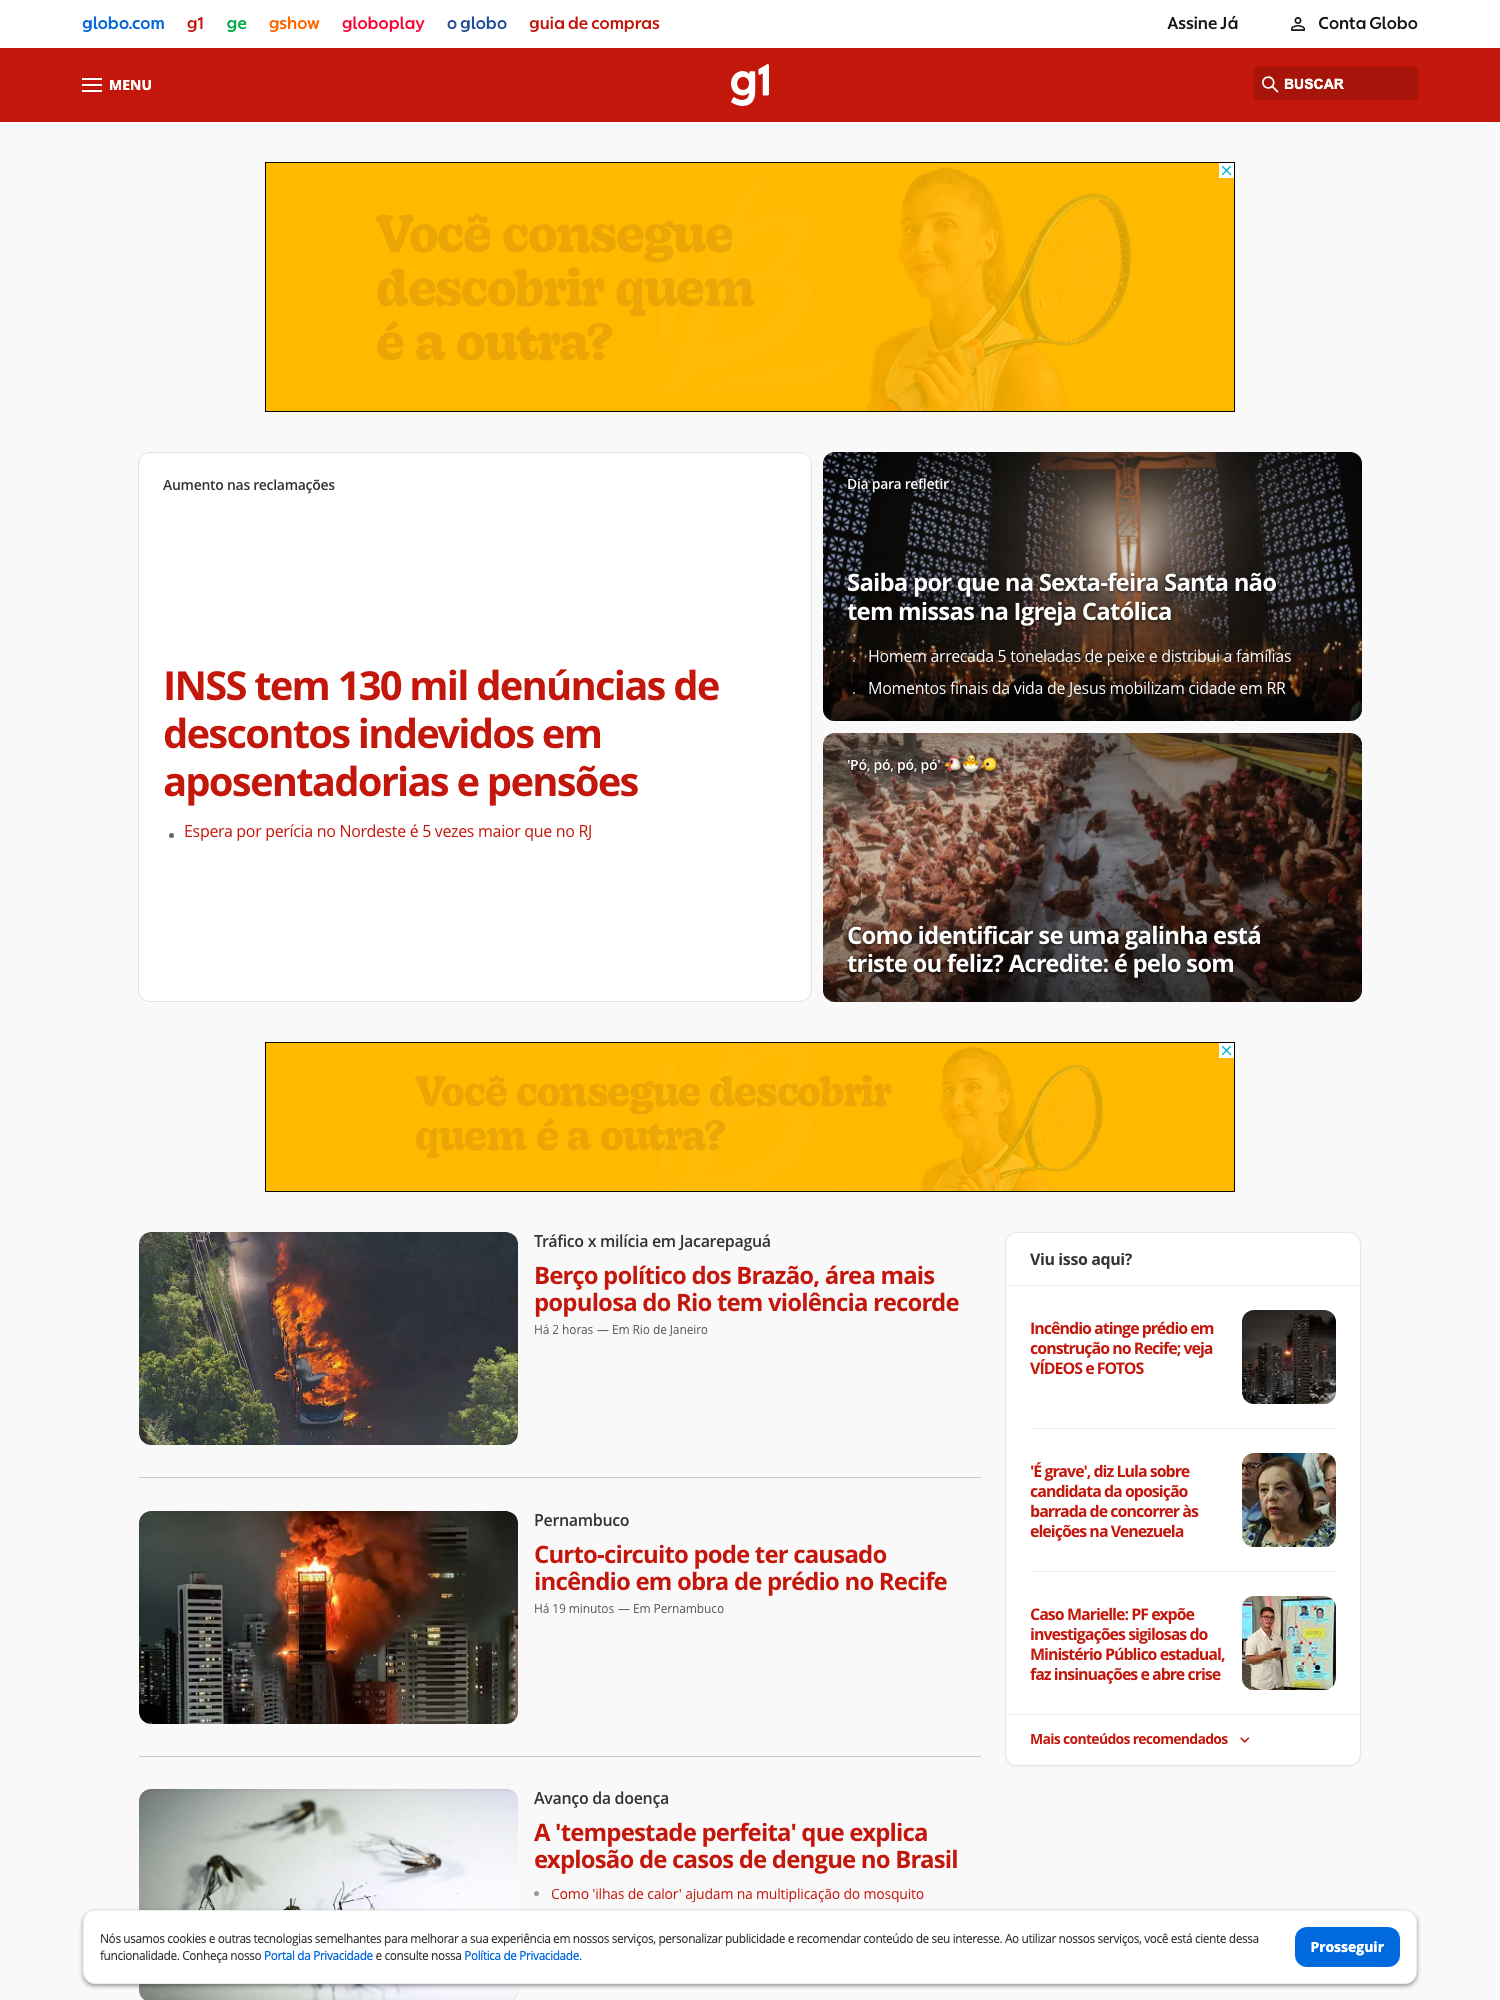 globo.com g1 ge gshow globoplay o globo guia de compras Assine Já Conta Globo
MENU g1 BUSCAR
Você consegue
descobrir quem
é a outra?
Aumento nas reclamações
INSS tem 130 mil denúncias de
descontos indevidos em
aposentadorias e pensões
Espera por perícia no Nordeste é 5 vezes maior que no RJ
Dia para refletir
Saiba por que na Sexta-feira Santa não
tem missas na Igreja Católica
Homem arrecada 5 toneladas de peixe e distribui a famílias
Momentos finais da vida de Jesus mobilizam cidade em RR
'Pó, pó, pó, pó' 🐔🐣🐤
Como identificar se uma galinha está
triste ou feliz? Acredite: é pelo som
Você consegue descobrir
quem é a outra?
Tráfico x milícia em Jacarepaguá
Berço político dos Brazão, área mais
populosa do Rio tem violência recorde
Há 2 horas — Em Rio de Janeiro
Pernambuco
Curto-circuito pode ter causado
incêndio em obra de prédio no Recife
Há 19 minutos — Em Pernambuco
Avanço da doença
A 'tempestade perfeita' que explica
explosão de casos de dengue no Brasil
Como 'ilhas de calor' ajudam na multiplicação do mosquito
Viu isso aqui?
Incêndio atinge prédio em
construção no Recife; veja
VÍDEOS e FOTOS
'É grave', diz Lula sobre
candidata da oposição
barrada de concorrer às
eleições na Venezuela
Caso Marielle: PF expõe
investigações sigilosas do
Ministério Público estadual,
faz insinuações e abre crise
Mais conteúdos recomendados
Nós usamos cookies e outras tecnologias semelhantes para melhorar a sua experiência em nossos serviços, personalizar publicidade e recomendar conteúdo de seu interesse. Ao utilizar nossos serviços, você está ciente dessa
funcionalidade. Conheça nosso Portal da Privacidade e consulte nossa Política de Privacidade.
Prosseguir